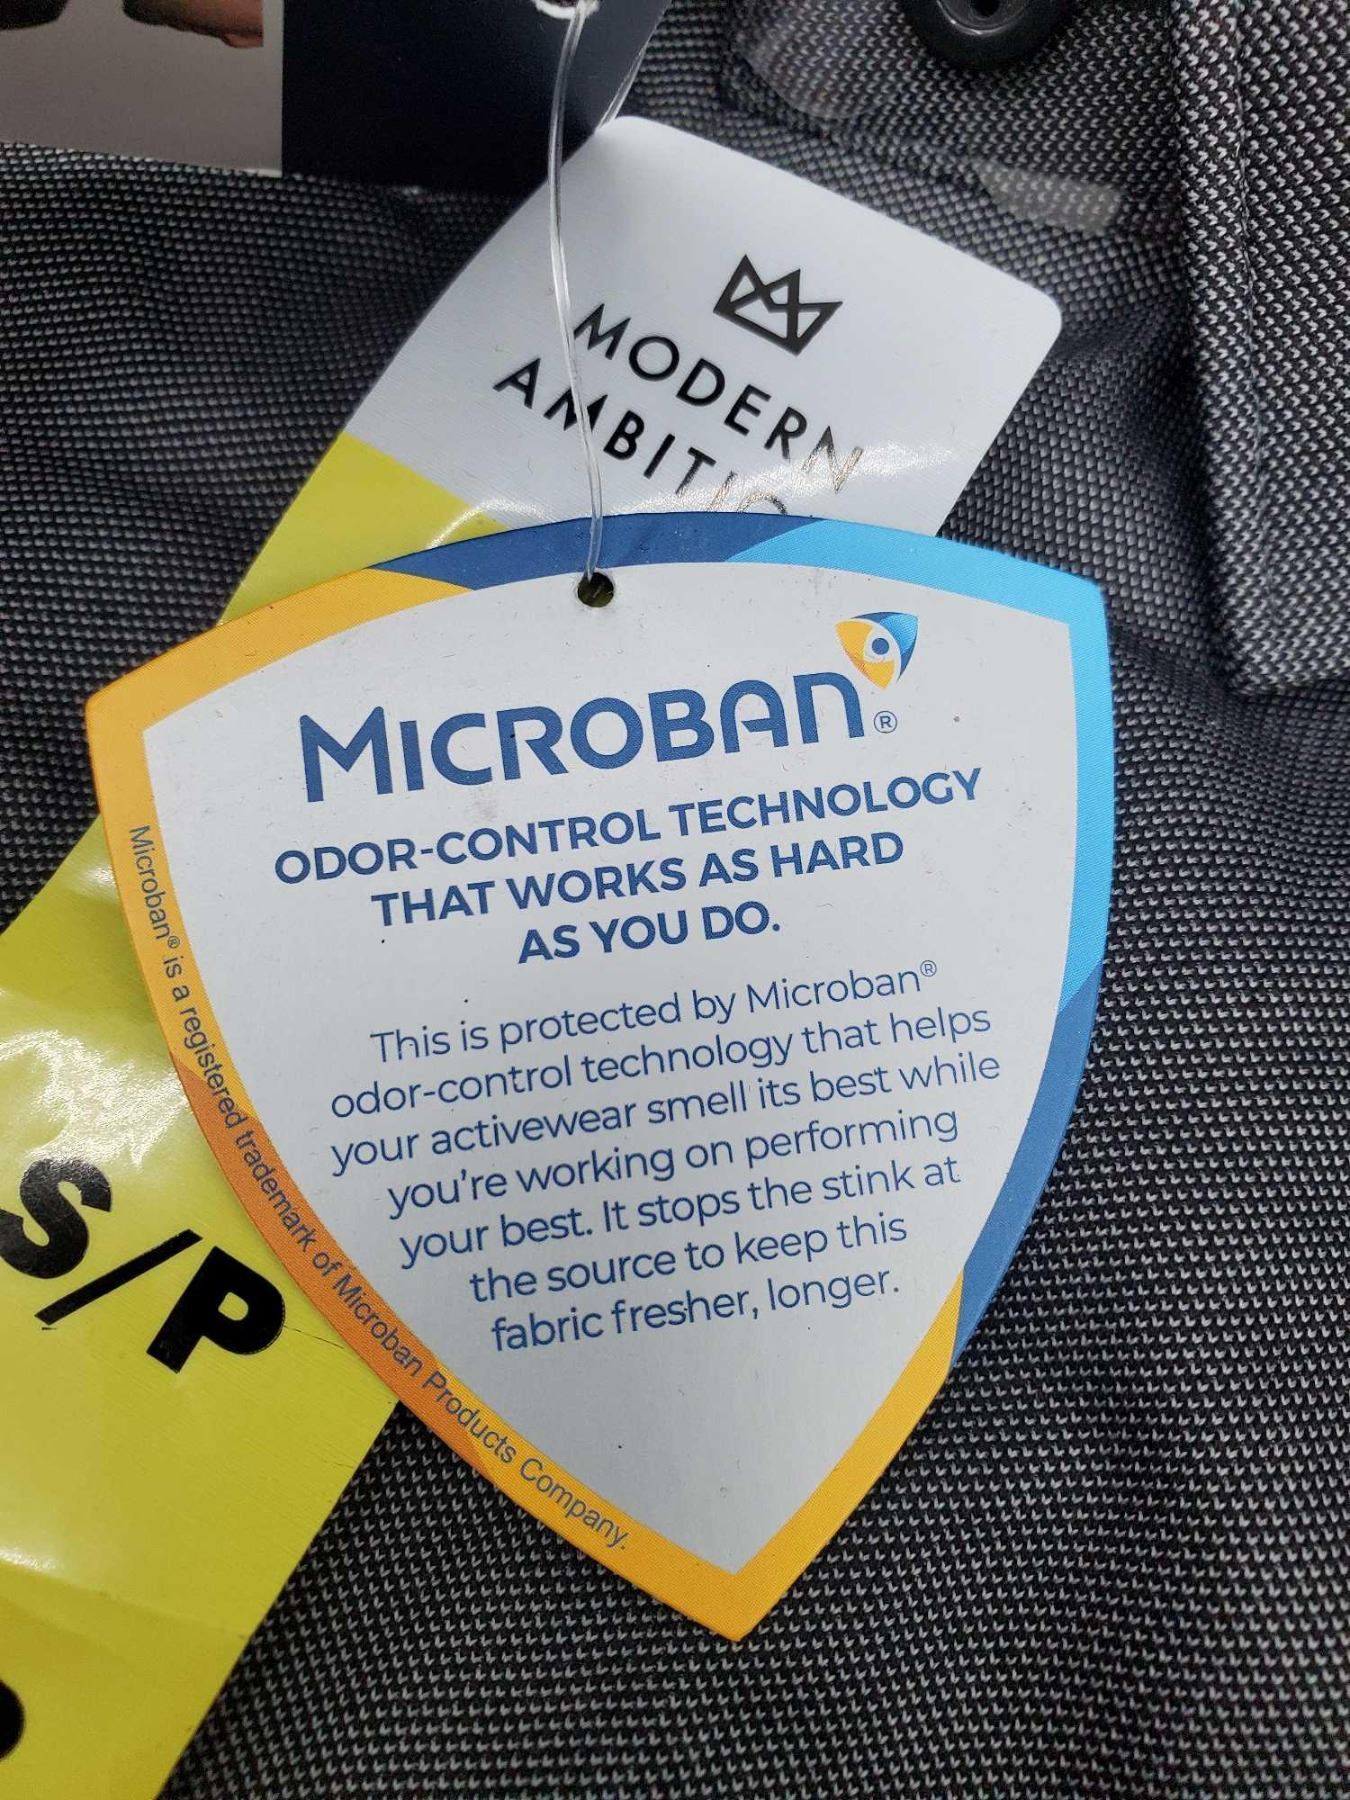 MODERN
MICROBAN®
ODOR-CONTROL TECHNOLOGY
THAT WORKS AS HARD
AS YOU DO.
This is protected by Microban®
odor-control technology that helps
your activewear smell its best while
you're working on performing
your best. It stops the stink at
the source to keep this
fabric fresher, longer.
Microban® is a registered trademark of Microban Products Company.
S/P